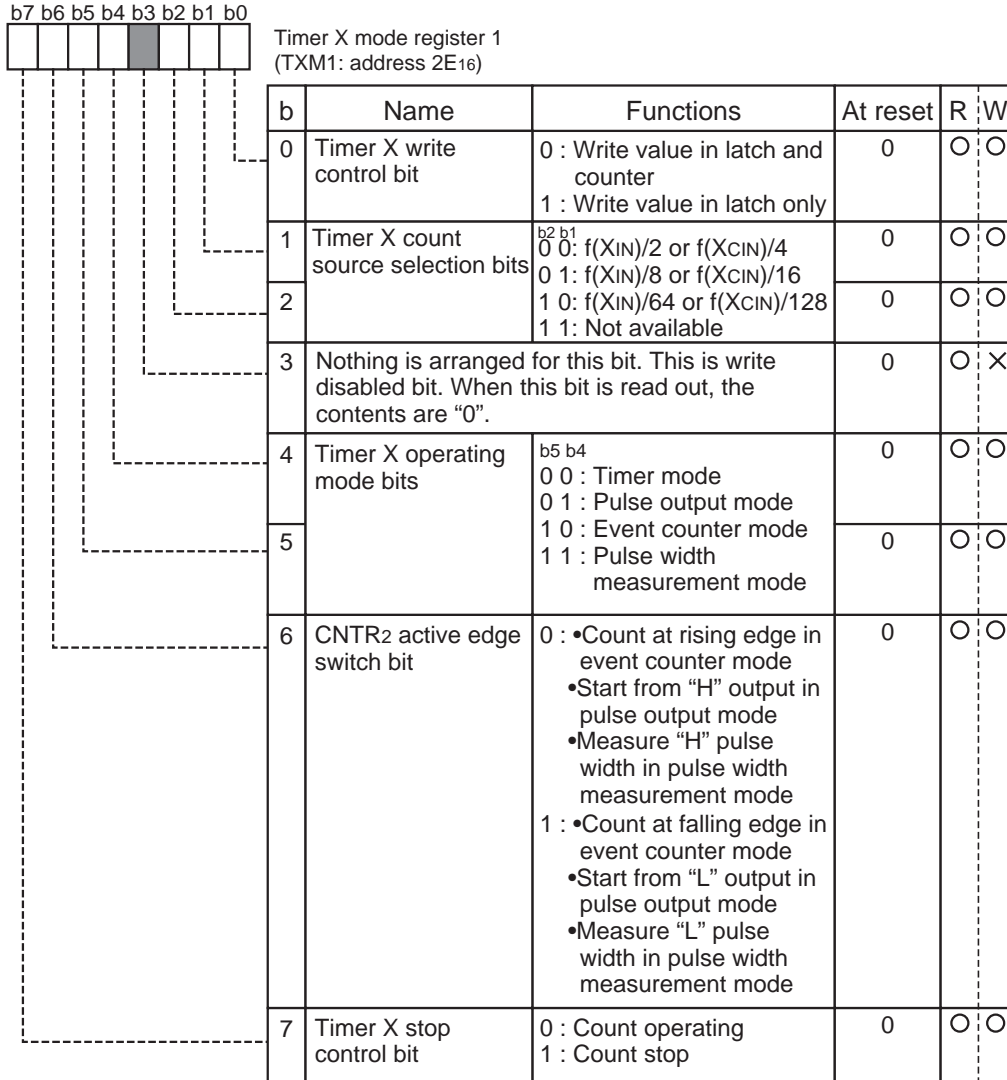 b7 b6 b5 b4 b3 b2 b1 b0
Timer X mode register 1
(TXM1: address 2E16)
b Name Functions At reset R W
0 Timer X write control bit
0 : Write value in latch and
counter
1 : Write value in latch only
0 O O
1 Timer X count
source selection bits
b2 b1
0 0: f(XIN)/2 or f(XCIN)/4
0 1: f(XIN)/8 or f(XCIN)/16
0 O O
2
1 0: f(XIN)/64 or f(XCIN)/128
1 1: Not available
0 O O
3 Nothing is arranged for this bit. This is write
disabled bit. When this bit is read out, the
contents are “0”.
0 O ×
4 Timer X operating
mode bits
b5 b4
0 0 : Timer mode
0 1 : Pulse output mode
1 0 : Event counter mode
1 1 : Pulse width
measurement mode
0 O O
5 0 O O
6 CNTR2 active edge
switch bit
0 : •Count at rising edge in
event counter mode
•Start from “H” output in
pulse output mode
•Measure “H” pulse
width in pulse width
measurement mode
1 : •Count at falling edge in
event counter mode
•Start from “L” output in
pulse output mode
•Measure “L” pulse
width in pulse width
measurement mode
0 O O
7 Timer X stop
control bit
0 : Count operating
1 : Count stop
0 O O